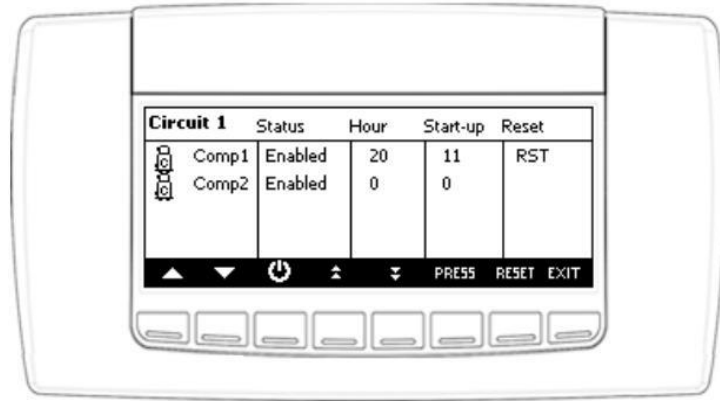 Circuit 1 Status Hour Start-up Reset
Comp1 Enabled 20 11 RST
Comp2 Enabled 0 0
PRESS RESET EXIT